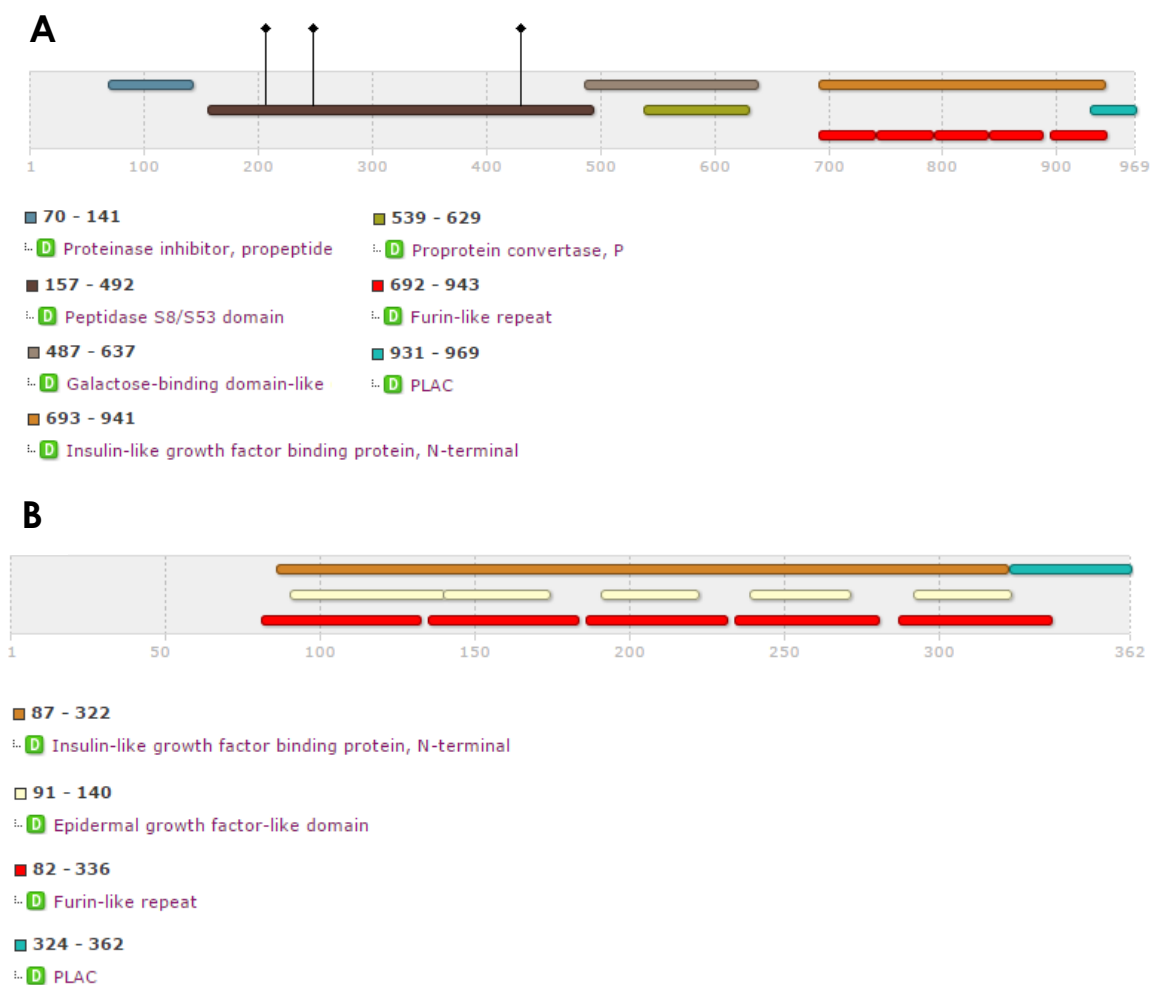 A
1 100 200 300 400 500 600 700 800 900 969
70 - 141
D Proteinase inhibitor, propeptide
157 - 492
D Peptidase S8/S53 domain
487 - 637
D Galactose-binding domain-like
693 - 941
D Insulin-like growth factor binding protein, N-terminal
539 - 629
D Proprotein convertase, P
692 - 943
D Furin-like repeat
931 - 969
D PLAC
B
1 50 100 150 200 250 300 362
87 - 322
D Insulin-like growth factor binding protein, N-terminal
91 - 140
D Epidermal growth factor-like domain
82 - 336
D Furin-like repeat
324 - 362
D PLAC